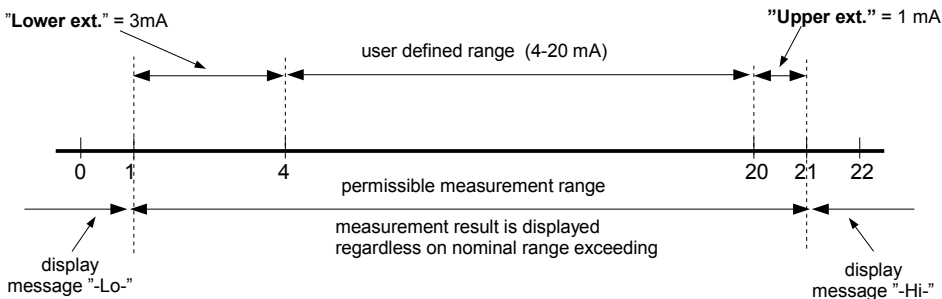 "Lower ext." = 3mA
"Upper ext." = 1 mA
user defined range (4-20 mA)
0 1 4 20 21 22
permissible measurement range
measurement result is displayed
regardless on nominal range exceeding
display
message "-Lo-"
display
message "-Hi-"